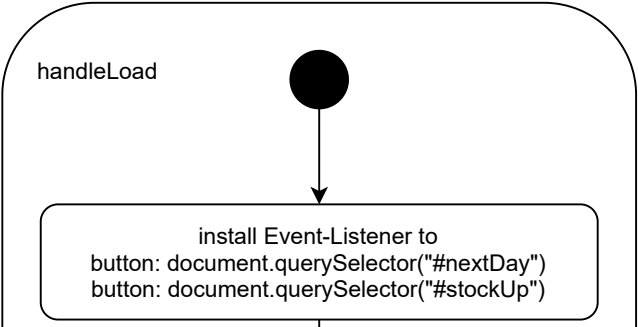 handleLoad
install Event-Listener to
button: document.querySelector("#nextDay")
button: document.querySelector("#stockUp")